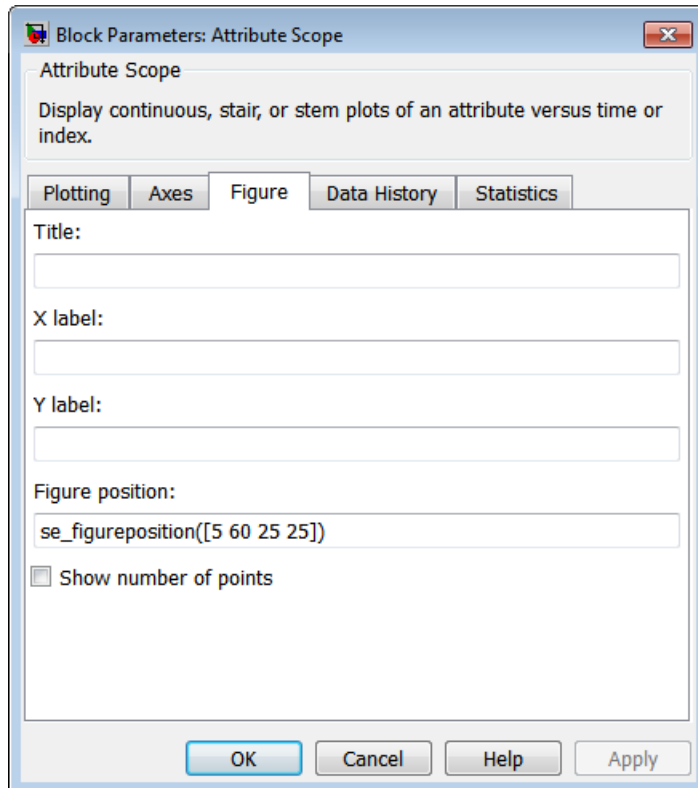 Block Parameters: Attribute Scope
Attribute Scope
Display continuous, stair, or stem plots of an attribute versus time or
index.
Plotting Axes Figure Data History Statistics
Title:
X label:
Y label:
Figure position:
se_figureposition([5 60 25 25])
Show number of points
OK Cancel Help Apply